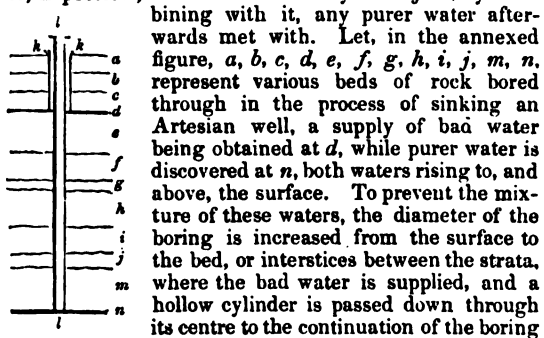 bining with it, any purer water after-
wards met with. Let, in the annexed
figure, a, b, c, d, e, f, g, h, i, j, m, n,
represent various beds of rock bored
through in the process of sinking an
Artesian well, a supply of bad water
being obtained at d, while purer water is
discovered at n, both waters rising to, and
above, the surface. To prevent the mix-
ture of these waters, the diameter of the
boring is increased from the surface to
the bed, or interstices between the strata,
where the bad water is supplied, and a
hollow cylinder is passed down through
its centre to the continuation of the boring
l
k k
a
b
c
d
e
f
g
h
i
j
m
n
l